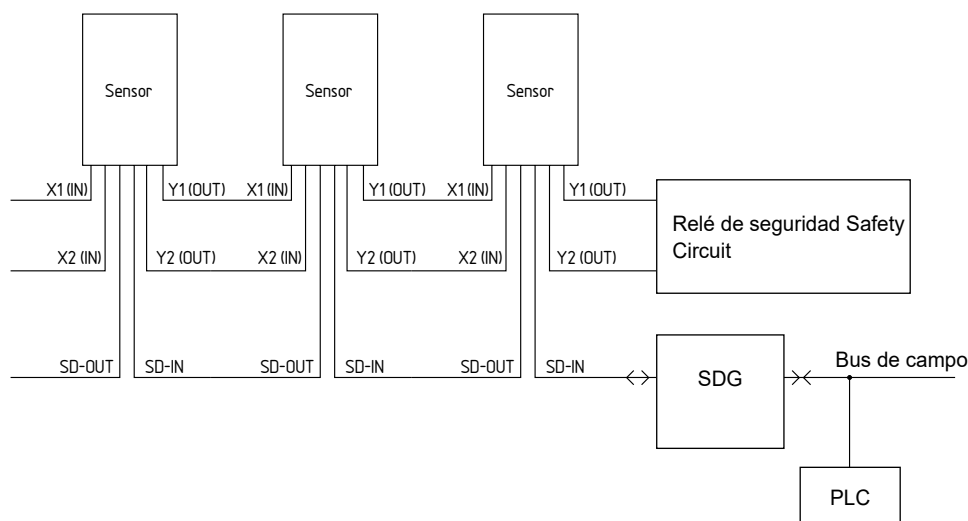 Sensor Sensor Sensor
X1 (IN) Y1 (OUT) X1 (IN) Y1 (OUT) X1 (IN) Y1 (OUT)
Relé de seguridad Safety
Circuit
X2 (IN) Y2 (OUT) X2 (IN) Y2 (OUT) X2 (IN) Y2 (OUT)
SD-OUT SD-IN SD-OUT SD-IN SD-OUT SD-IN
SDG
Bus de campo
PLC